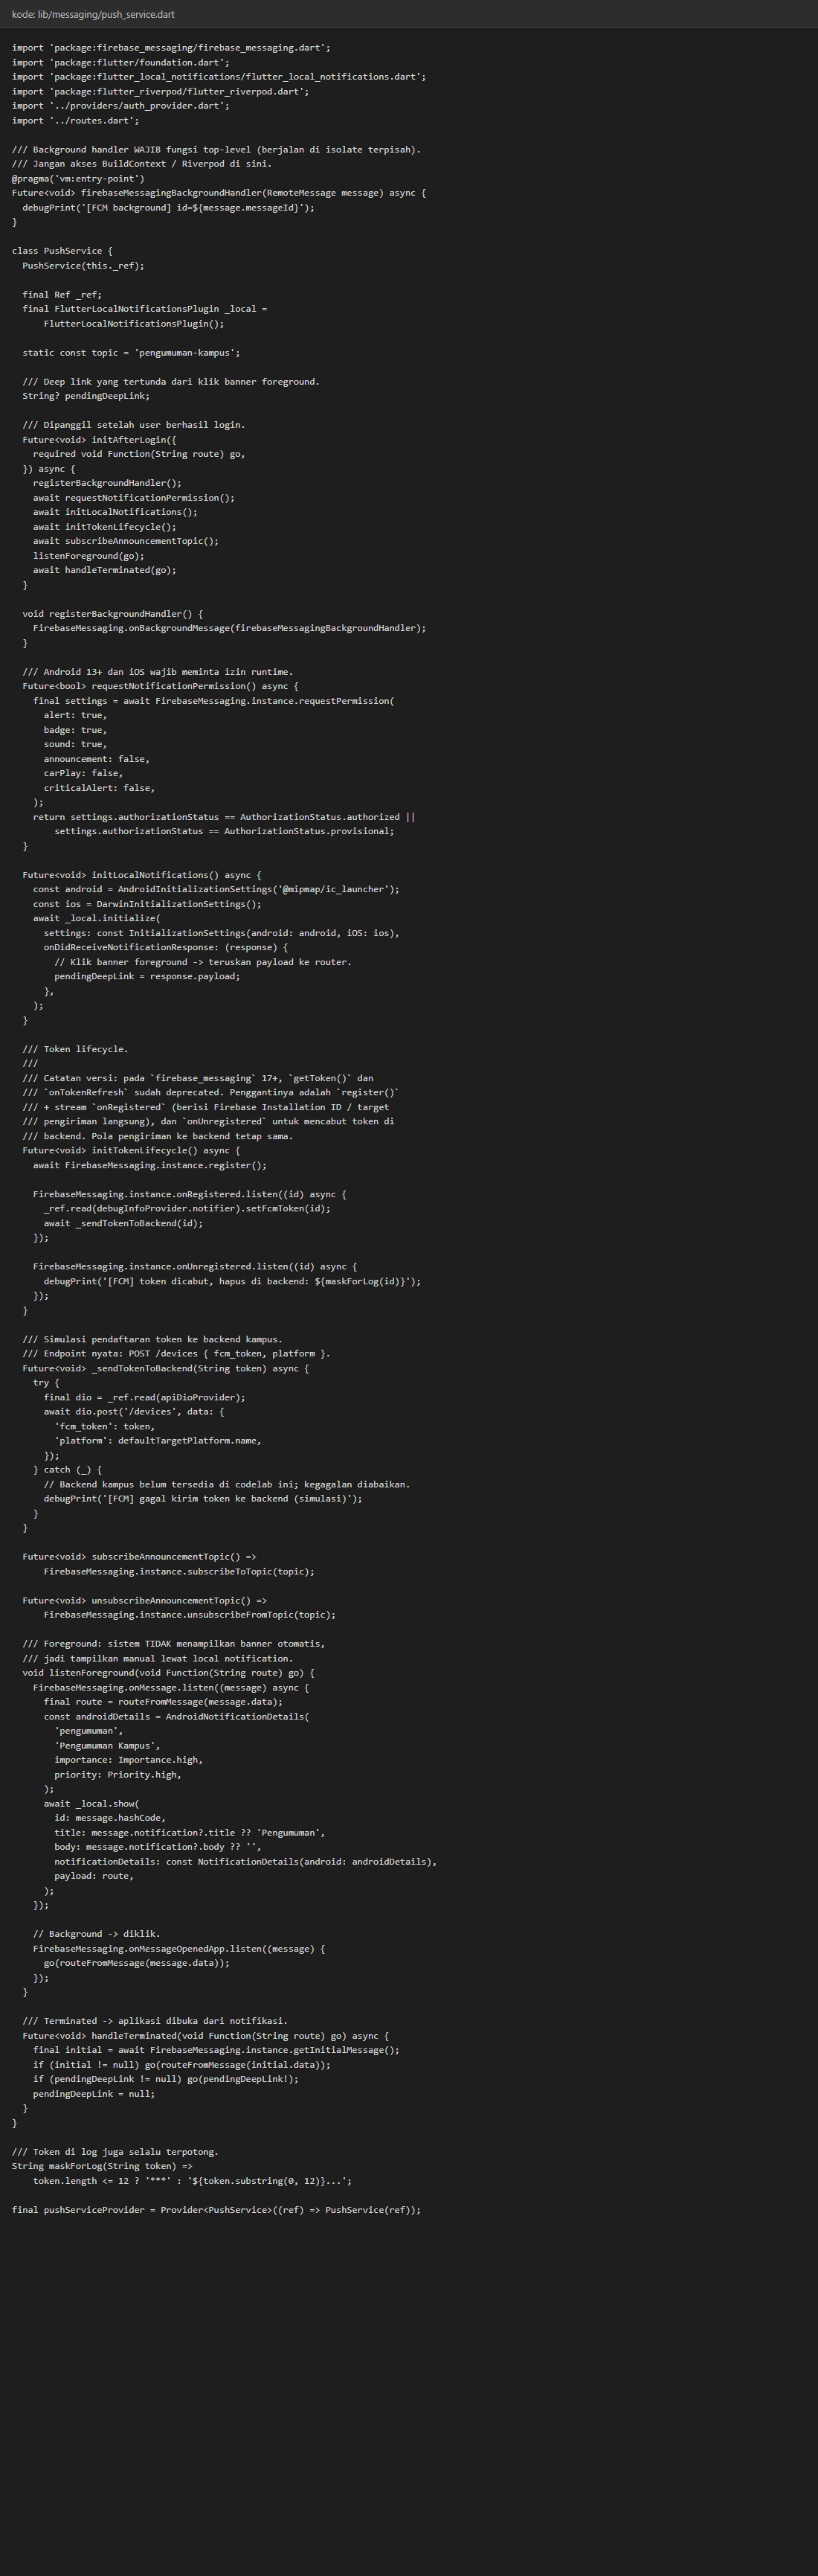 kode: lib/messaging/push_service.dart
import 'package:firebase_messaging/firebase_messaging.dart';
import 'package:flutter/foundation.dart';
import 'package:flutter_local_notifications/flutter_local_notifications.dart';
import 'package:flutter_riverpod/flutter_riverpod.dart';
import '../providers/auth_provider.dart';
import '../routes.dart';

/// Background handler WAJIB fungsi top-level (berjalan di isolate terpisah).
/// Jangan akses BuildContext / Riverpod di sini.
@pragma('vm:entry-point')
Future<void> firebaseMessagingBackgroundHandler(RemoteMessage message) async {
  debugPrint('[FCM background] id=${message.messageId}');
}

class PushService {
  PushService(this._ref);

  final Ref _ref;
  final FlutterLocalNotificationsPlugin _local =
      FlutterLocalNotificationsPlugin();

  static const topic = 'pengumuman-kampus';

  /// Deep link yang tertunda dari klik banner foreground.
  String? pendingDeepLink;

  /// Dipanggil setelah user berhasil login.
  Future<void> initAfterLogin({
    required void Function(String route) go,
  }) async {
    registerBackgroundHandler();
    await requestNotificationPermission();
    await initLocalNotifications();
    await initTokenLifecycle();
    await subscribeAnnouncementTopic();
    listenForeground(go);
    await handleTerminated(go);
  }

  void registerBackgroundHandler() {
    FirebaseMessaging.onBackgroundMessage(firebaseMessagingBackgroundHandler);
  }

  /// Android 13+ dan iOS wajib meminta izin runtime.
  Future<bool> requestNotificationPermission() async {
    final settings = await FirebaseMessaging.instance.requestPermission(
      alert: true,
      badge: true,
      sound: true,
      announcement: false,
      carPlay: false,
      criticalAlert: false,
    );
    return settings.authorizationStatus == AuthorizationStatus.authorized ||
        settings.authorizationStatus == AuthorizationStatus.provisional;
  }

  Future<void> initLocalNotifications() async {
    const android = AndroidInitializationSettings('@mipmap/ic_launcher');
    const ios = DarwinInitializationSettings();
    await _local.initialize(
      settings: const InitializationSettings(android: android, iOS: ios),
      onDidReceiveNotificationResponse: (response) {
        // Klik banner foreground -> teruskan payload ke router.
        pendingDeepLink = response.payload;
      },
    );
  }

  /// Token lifecycle.
  ///
  /// Catatan versi: pada `firebase_messaging` 17+, `getToken()` dan
  /// `onTokenRefresh` sudah deprecated. Penggantinya adalah `register()`
  /// + stream `onRegistered` (berisi Firebase Installation ID / target
  /// pengiriman langsung), dan `onUnregistered` untuk mencabut token di
  /// backend. Pola pengiriman ke backend tetap sama.
  Future<void> initTokenLifecycle() async {
    await FirebaseMessaging.instance.register();

    FirebaseMessaging.instance.onRegistered.listen((id) async {
      _ref.read(debugInfoProvider.notifier).setFcmToken(id);
      await _sendTokenToBackend(id);
    });

    FirebaseMessaging.instance.onUnregistered.listen((id) async {
      debugPrint('[FCM] token dicabut, hapus di backend: ${maskForLog(id)}');
    });
  }

  /// Simulasi pendaftaran token ke backend kampus.
  /// Endpoint nyata: POST /devices { fcm_token, platform }.
  Future<void> _sendTokenToBackend(String token) async {
    try {
      final dio = _ref.read(apiDioProvider);
      await dio.post('/devices', data: {
        'fcm_token': token,
        'platform': defaultTargetPlatform.name,
      });
    } catch (_) {
      // Backend kampus belum tersedia di codelab ini; kegagalan diabaikan.
      debugPrint('[FCM] gagal kirim token ke backend (simulasi)');
    }
  }

  Future<void> subscribeAnnouncementTopic() =>
      FirebaseMessaging.instance.subscribeToTopic(topic);

  Future<void> unsubscribeAnnouncementTopic() =>
      FirebaseMessaging.instance.unsubscribeFromTopic(topic);

  /// Foreground: sistem TIDAK menampilkan banner otomatis,
  /// jadi tampilkan manual lewat local notification.
  void listenForeground(void Function(String route) go) {
    FirebaseMessaging.onMessage.listen((message) async {
      final route = routeFromMessage(message.data);
      const androidDetails = AndroidNotificationDetails(
        'pengumuman',
        'Pengumuman Kampus',
        importance: Importance.high,
        priority: Priority.high,
      );
      await _local.show(
        id: message.hashCode,
        title: message.notification?.title ?? 'Pengumuman',
        body: message.notification?.body ?? '',
        notificationDetails: const NotificationDetails(android: androidDetails),
        payload: route,
      );
    });

    // Background -> diklik.
    FirebaseMessaging.onMessageOpenedApp.listen((message) {
      go(routeFromMessage(message.data));
    });
  }

  /// Terminated -> aplikasi dibuka dari notifikasi.
  Future<void> handleTerminated(void Function(String route) go) async {
    final initial = await FirebaseMessaging.instance.getInitialMessage();
    if (initial != null) go(routeFromMessage(initial.data));
    if (pendingDeepLink != null) go(pendingDeepLink!);
    pendingDeepLink = null;
  }
}

/// Token di log juga selalu terpotong.
String maskForLog(String token) =>
    token.length <= 12 ? '***' : '${token.substring(0, 12)}...';

final pushServiceProvider = Provider<PushService>((ref) => PushService(ref));